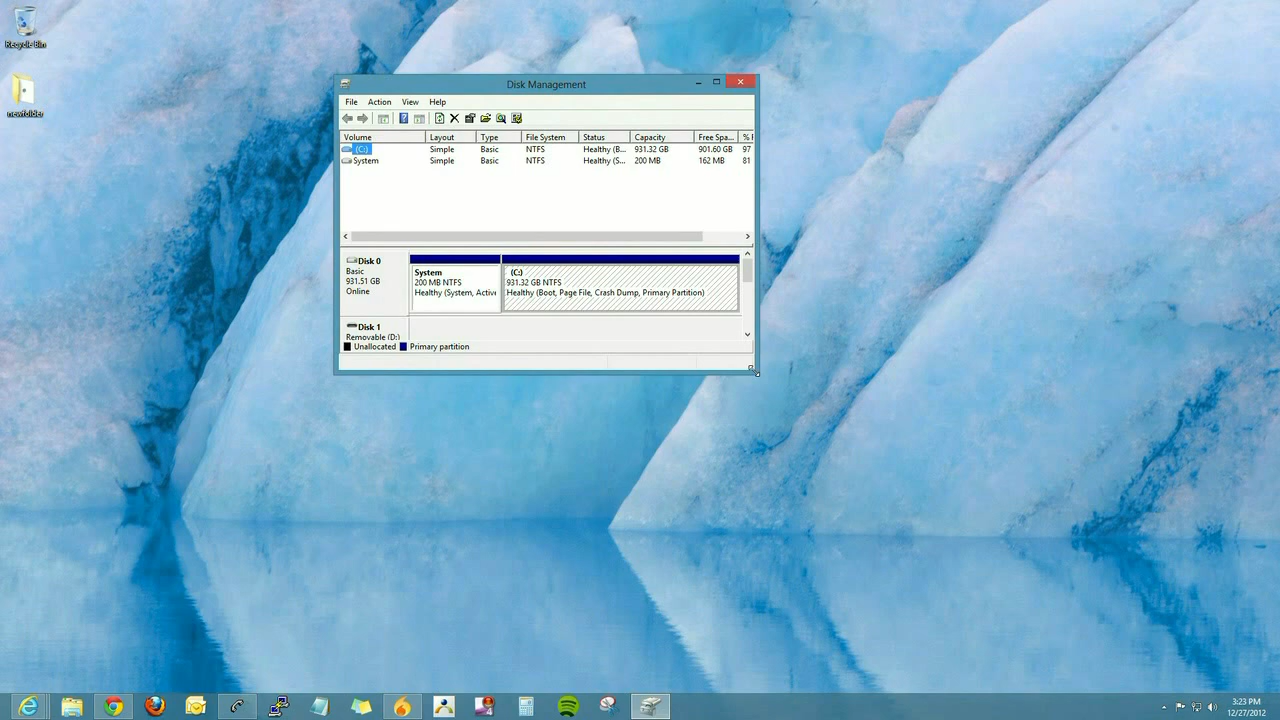 Recycle Bin
newfolder
Disk Management
File Action View Help
Volume Layout Type File System Status Capacity Free Spa... % F
(C:) Simple Basic NTFS Healthy (B... 931.32 GB 901.60 GB 97
System Simple Basic NTFS Healthy (S... 200 MB 162 MB 81
Disk 0
Basic
931.51 GB
Online
System
200 MB NTFS
Healthy (System, Active
(C:)
931.32 GB NTFS
Healthy (Boot, Page File, Crash Dump, Primary Partition)
Disk 1
Removable (D:)
Unallocated Primary partition
3:23 PM
12/27/2012